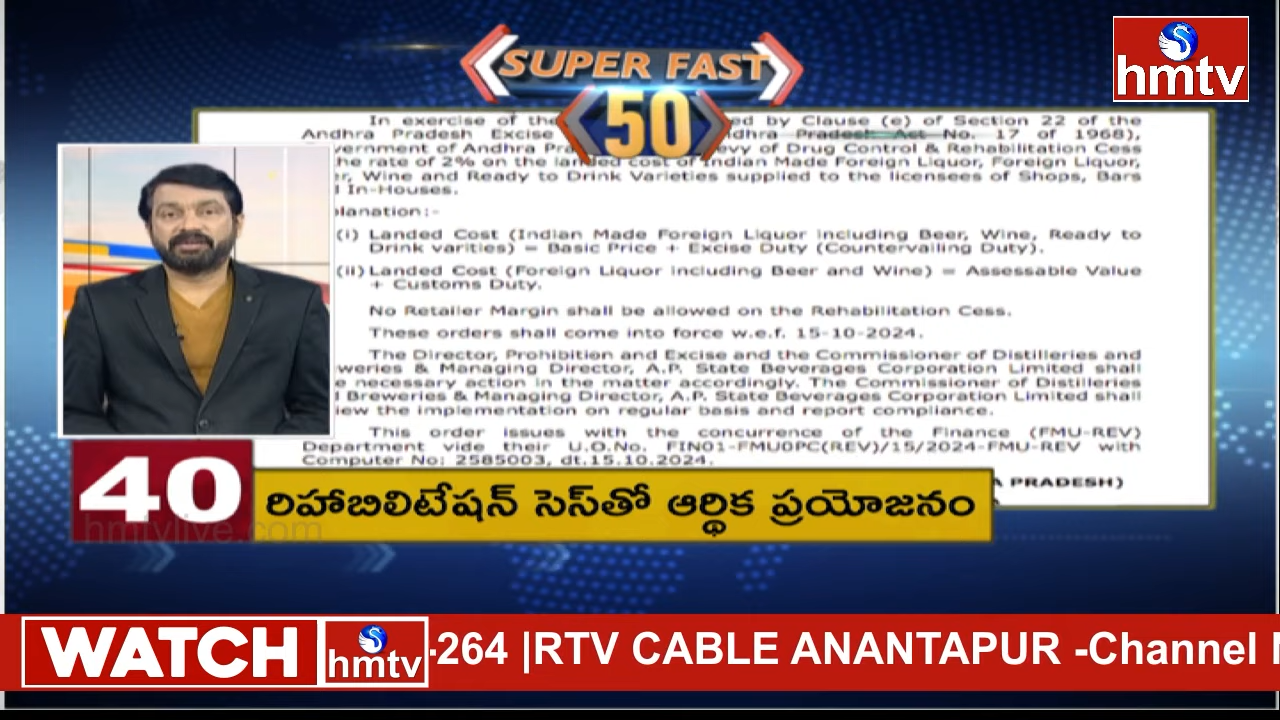 SUPER FAST
50
hmtv
In exercise of the ed by Clause (e) of Section 22 of the
Andhra Pradesh Excise dhra Pradesh Act No. 17 of 1968),
vernment of Andhra Pra evy of Drug Control & Rehabilitation Cess
he rate of 2% on the landed cost of Indian Made Foreign Liquor, Foreign Liquor,
er, Wine and Ready to Drink Varieties supplied to the licensees of Shops, Bars
In-Houses.
planation:-
(i) Landed Cost (Indian Made Foreign Liquor including Beer, Wine, Ready to
Drink varities) = Basic Price + Excise Duty (Countervailing Duty).
(ii) Landed Cost (Foreign Liquor including Beer and Wine) = Assessable Value
+ Customs Duty.
No Retailer Margin shall be allowed on the Rehabilitation Cess.
These orders shall come into force w.e.f. 15-10-2024.
The Director, Prohibition and Excise and the Commissioner of Distilleries and
weries & Managing Director, A.P. State Beverages Corporation Limited shall
e necessary action in the matter accordingly. The Commissioner of Distilleries
Breweries & Managing Director, A.P. State Beverages Corporation Limited shall
iew the implementation on regular basis and report compliance.
This order issues with the concurrence of the Finance (FMU-REV)
Department vide their U.O.No. FIN01-FMU0PC(REV)/15/2024-FMU-REV with
Computer No: 2585003, dt.15.10.2024.
A PRADESH)
40 రిహాబిలిటేషన్ సెస్‌తో ఆర్థిక ప్రయోజనం
hmtvlive.com
WATCH hmtv -264 |RTV CABLE ANANTAPUR -Channel